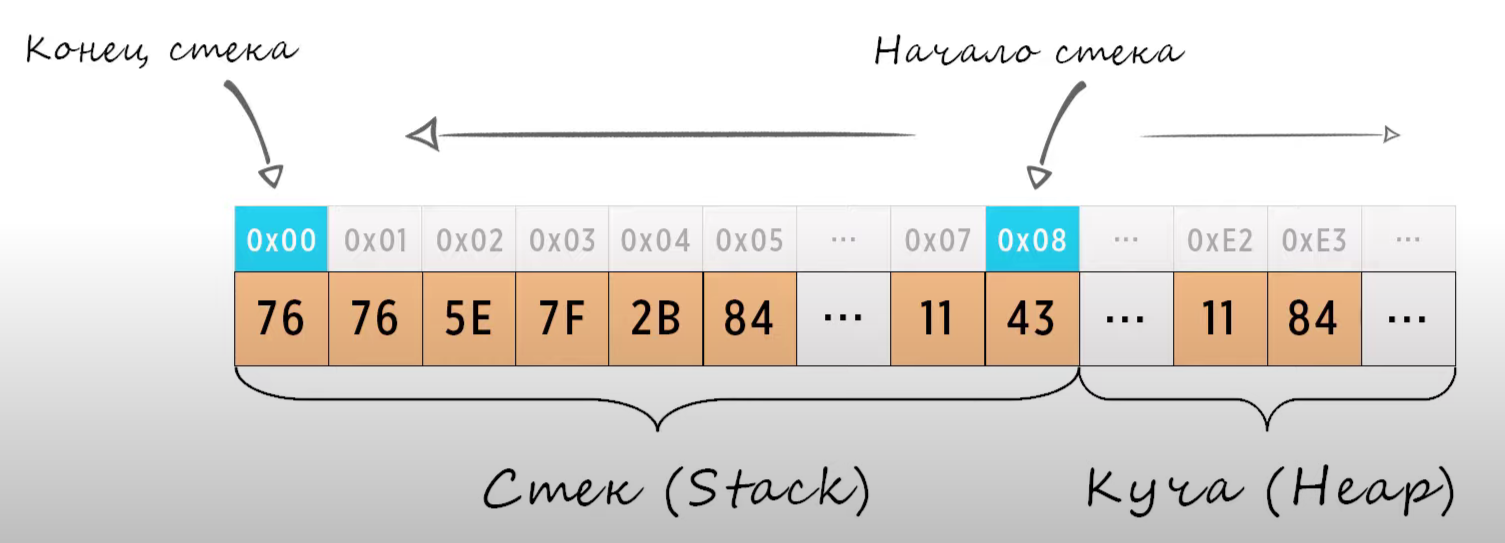 Конец стека
Начало стека
0x00 0x01 0x02 0x03 0x04 0x05 ... 0x07 0x08 ... 0xE2 0xE3 ...
76 76 5E 7F 2B 84 ... 11 43 ... 11 84 ...
Стек (Stack)
Куча (Heap)